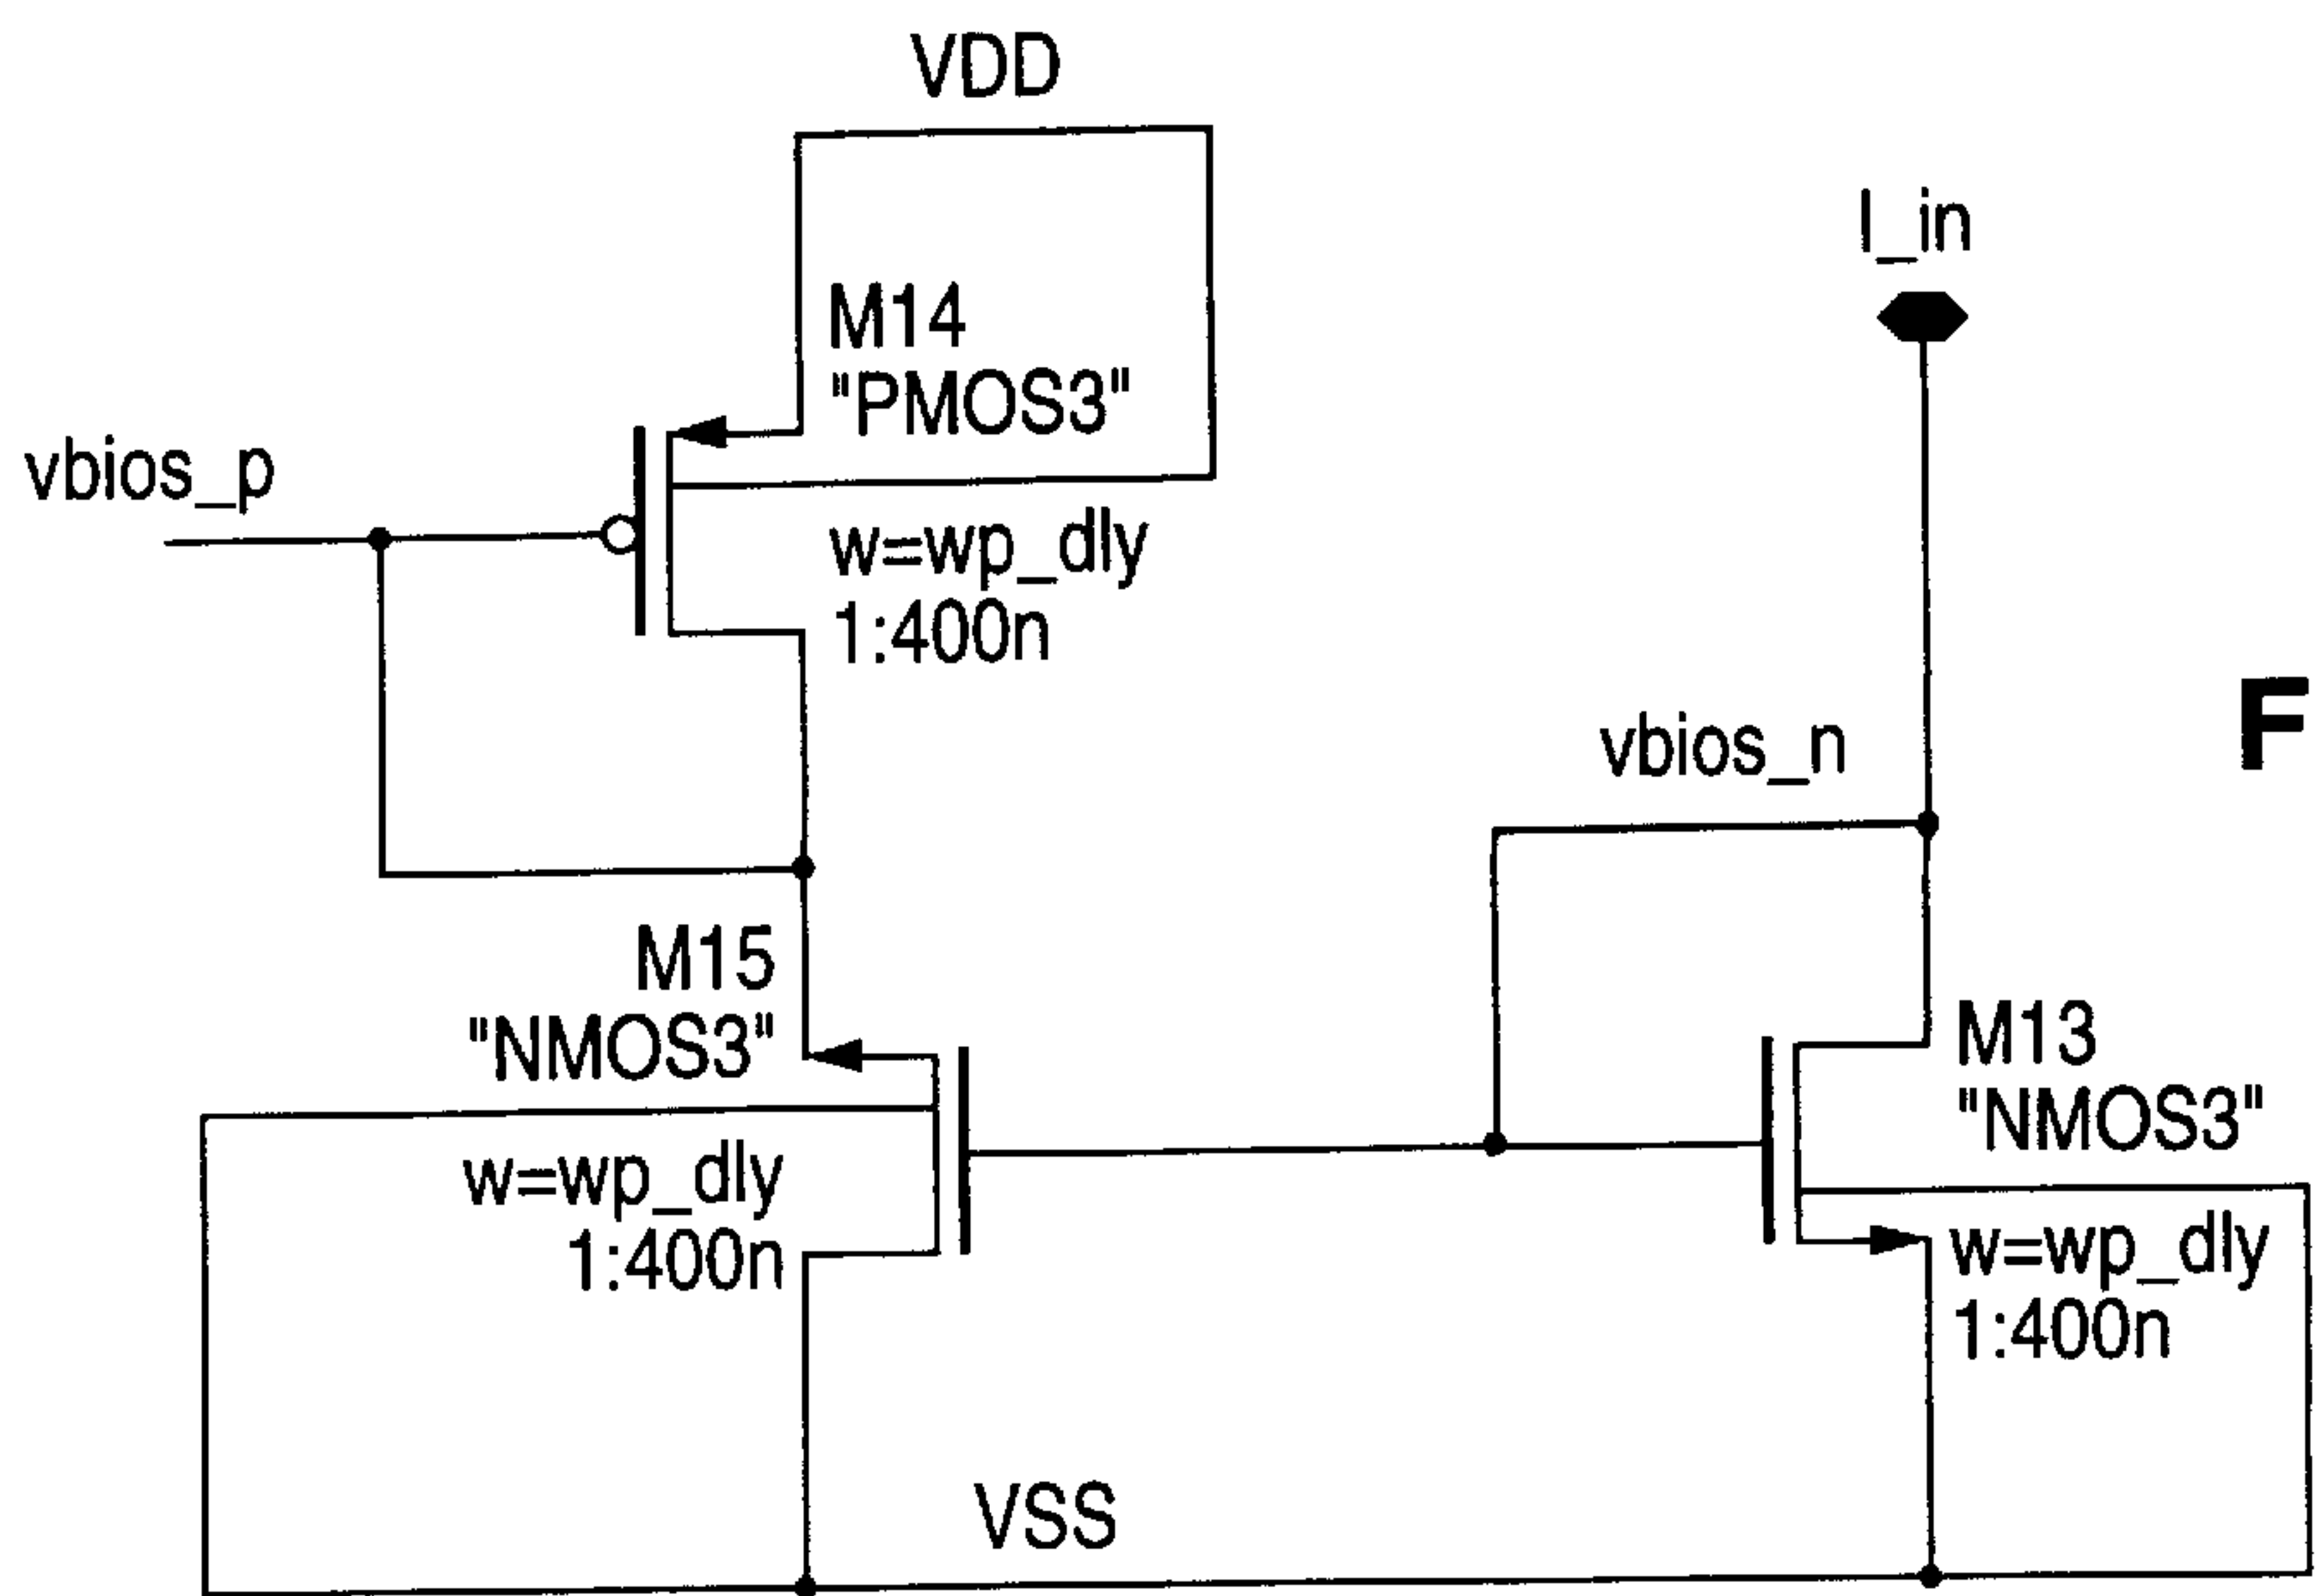 VDD
I_in
M14
"PMOS3"
vbios_p
w=wp_dly
1:400n
F
vbios_n
M15
"NMOS3"
w=wp_dly
1:400n
M13
"NMOS3"
w=wp_dly
1:400n
VSS